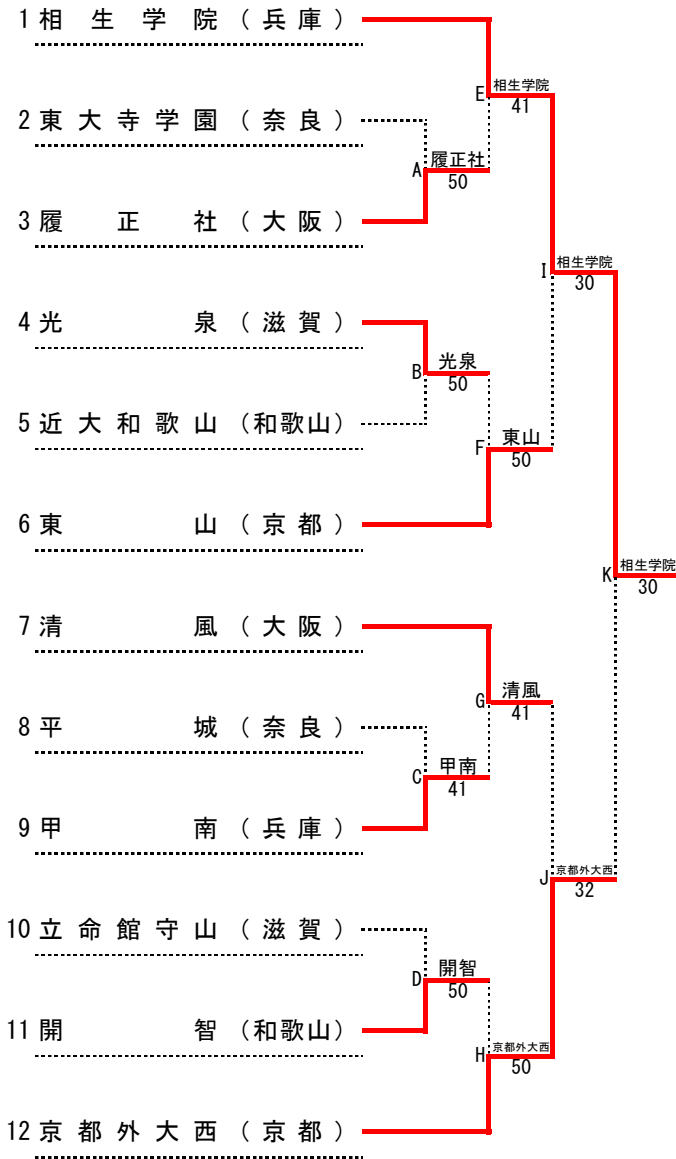 1 相生学院 (兵庫)
相生学院
E
41
2 東大寺学園 (奈良)
履正社
A
50
3 履正社 (大阪)
相生学院
I
30
4 光泉 (滋賀)
光泉
B
50
5 近大和歌山 (和歌山)
東山
F
50
6 東山 (京都)
相生学院
K
30
7 清風 (大阪)
清風
G
41
8 平城 (奈良)
甲南
C
41
9 甲南 (兵庫)
京都外大西
J
32
10 立命館守山 (滋賀)
開智
D
50
11 開智 (和歌山)
京都外大西
H
50
12 京都外大西 (京都)